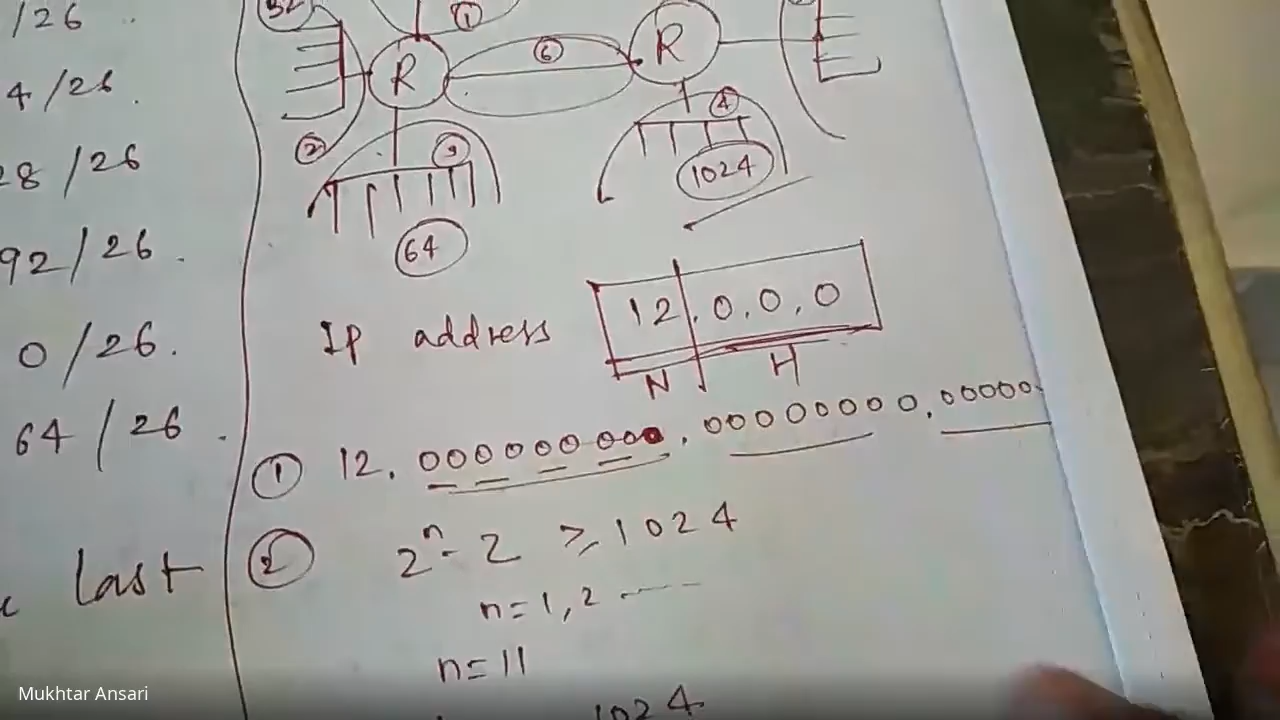 /26
4/26.
28/26
92/26.
0/26.
64/26.
last
32
1
R
6
R
2
3
4
64
1024
IP address
12.0.0.0
N H
1 12. 00000000. 00000000. 00000
2 2ⁿ - 2 ≥ 1024
n = 1, 2 -----
n = 11
1024
Mukhtar Ansari